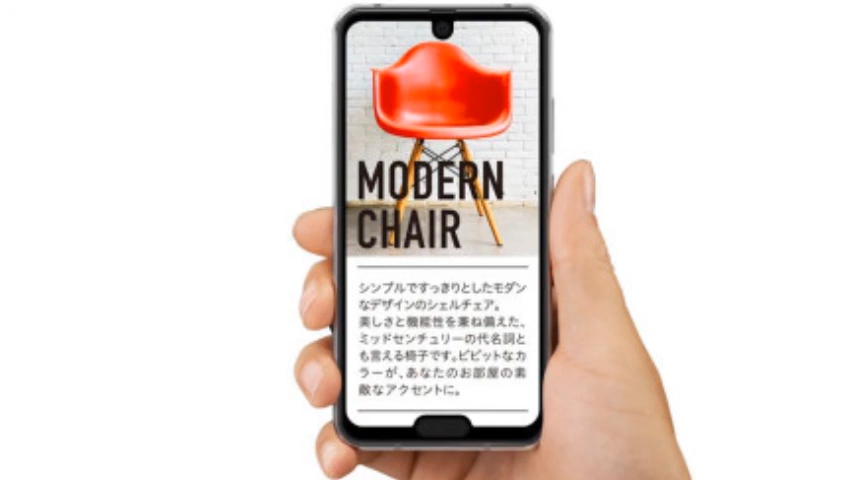 MODERN
CHAIR
シンプルですっきりとしたモダン
なデザインのシェルチェア。
美しさと機能性を兼ね備えた、
ミッドセンチュリーの代名詞と
も言える椅子です。ビビットなカ
ラーが、あなたのお部屋の素
敵なアクセントに。